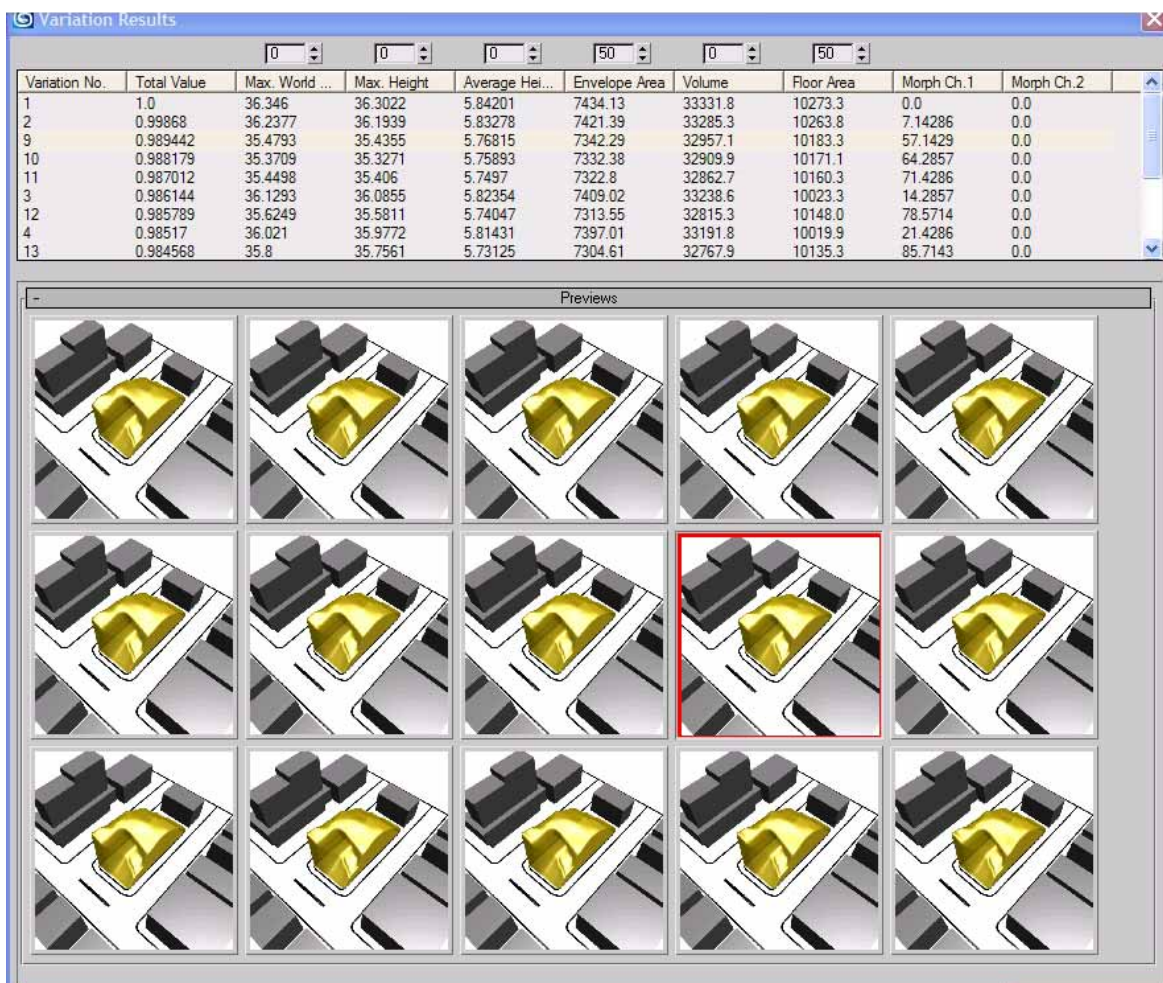 Variation Results
0 0 0 50 0 50
Variation No. Total Value Max. World ... Max. Height Average Hei... Envelope Area Volume Floor Area Morph Ch.1 Morph Ch.2
1 1.0 36.346 36.3022 5.84201 7434.13 33331.8 10273.3 0.0 0.0
2 0.99868 36.2377 36.1939 5.83278 7421.39 33285.3 10263.8 7.14286 0.0
9 0.989442 35.4793 35.4355 5.76815 7342.29 32957.1 10183.3 57.1429 0.0
10 0.988179 35.3709 35.3271 5.75893 7332.38 32909.9 10171.1 64.2857 0.0
11 0.987012 35.4498 35.406 5.7497 7322.8 32862.7 10160.3 71.4286 0.0
3 0.986144 36.1293 36.0855 5.82354 7409.02 33238.6 10023.3 14.2857 0.0
12 0.985789 35.6249 35.5811 5.74047 7313.55 32815.3 10148.0 78.5714 0.0
4 0.98517 36.021 35.9772 5.81431 7397.01 33191.8 10019.9 21.4286 0.0
13 0.984568 35.8 35.7561 5.73125 7304.61 32767.9 10135.3 85.7143 0.0
- Previews